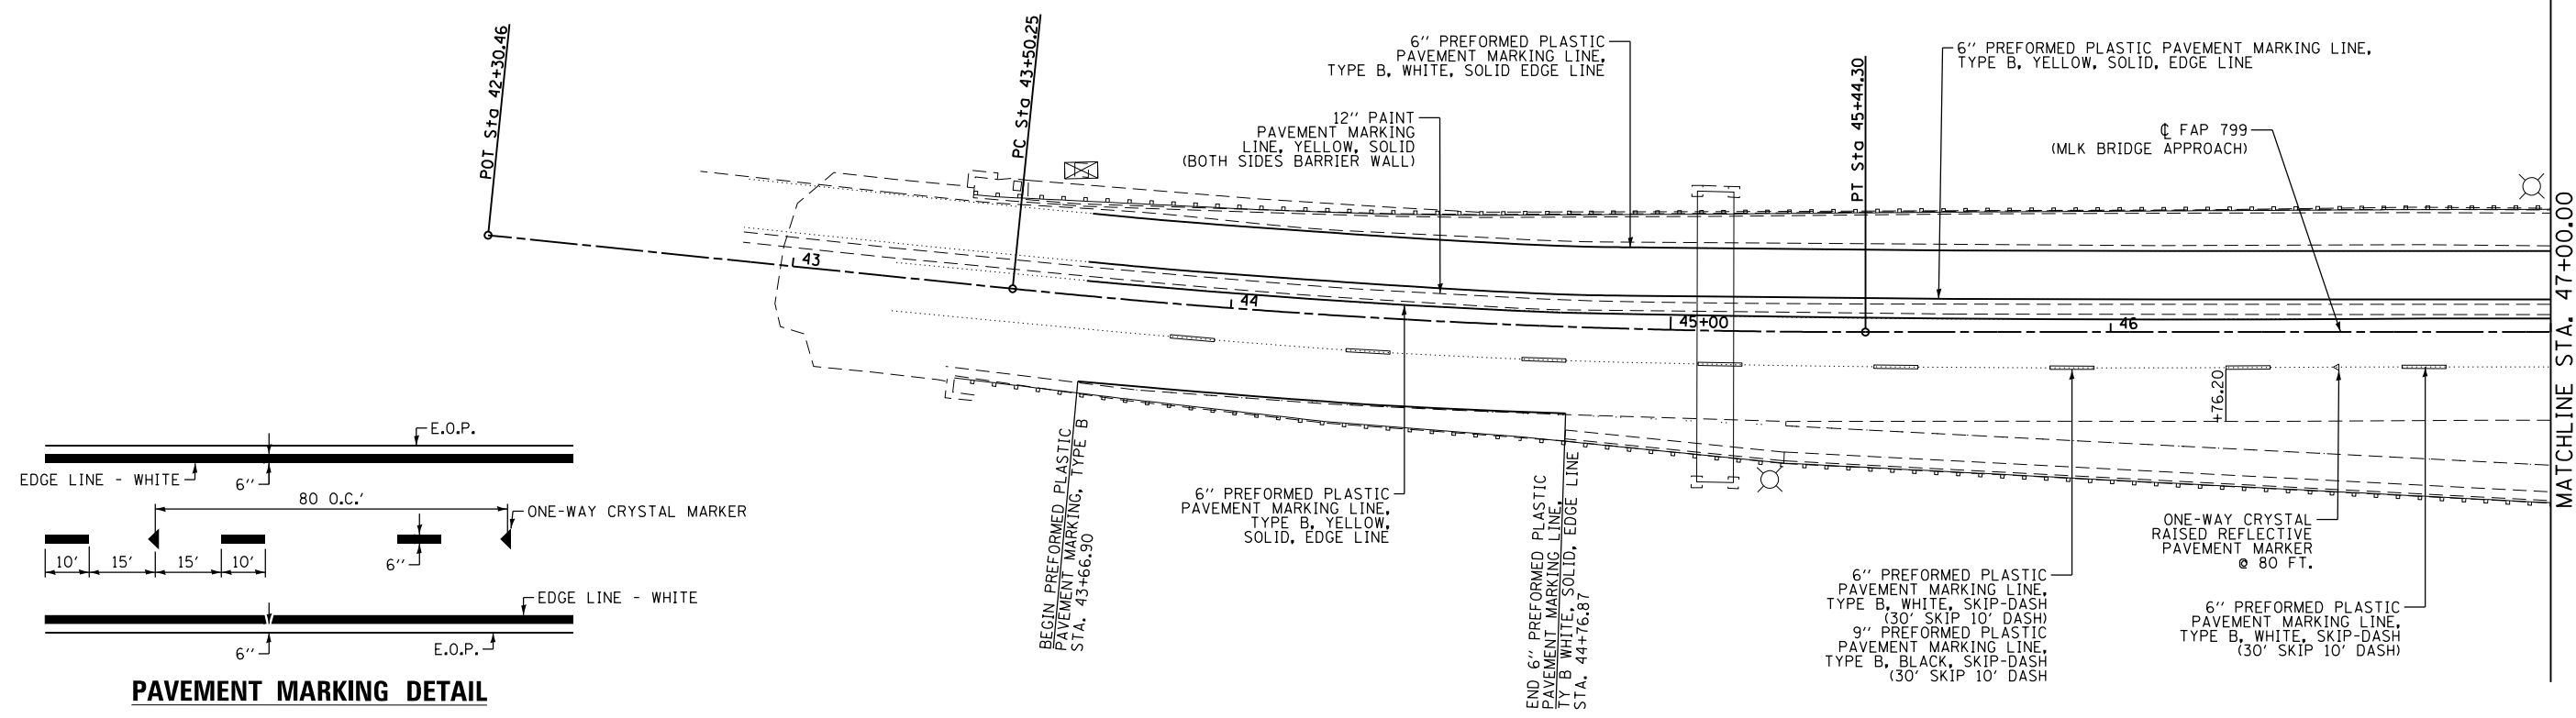 POT Sta 42+30.46
PC Sta 43+50.25
6'' PREFORMED PLASTIC
PAVEMENT MARKING LINE,
TYPE B, WHITE, SOLID EDGE LINE
12'' PAINT
PAVEMENT MARKING
LINE, YELLOW, SOLID
(BOTH SIDES BARRIER WALL)
PT Sta 45+44.30
6'' PREFORMED PLASTIC PAVEMENT MARKING LINE,
TYPE B, YELLOW, SOLID, EDGE LINE
℄ FAP 799
(MLK BRIDGE APPROACH)
MATCHLINE STA. 47+00.00
43
44
45+00
46
+76.20
BEGIN PREFORMED PLASTIC
PAVEMENT MARKING, TYPE B
STA. 43+66.90
6'' PREFORMED PLASTIC
PAVEMENT MARKING LINE,
TYPE B, YELLOW,
SOLID, EDGE LINE
END 6'' PREFORMED PLASTIC
PAVEMENT MARKING LINE,
TY B WHITE, SOLID, EDGE LINE
STA. 44+76.87
6'' PREFORMED PLASTIC
PAVEMENT MARKING LINE,
TYPE B, WHITE, SKIP-DASH
(30' SKIP 10' DASH)
9'' PREFORMED PLASTIC
PAVEMENT MARKING LINE,
TYPE B, BLACK, SKIP-DASH
(30' SKIP 10' DASH
ONE-WAY CRYSTAL
RAISED REFLECTIVE
PAVEMENT MARKER
@ 80 FT.
6'' PREFORMED PLASTIC
PAVEMENT MARKING LINE,
TYPE B, WHITE, SKIP-DASH
(30' SKIP 10' DASH)
E.O.P.
EDGE LINE - WHITE
6''
80 O.C.'
ONE-WAY CRYSTAL MARKER
10' 15' 15' 10'
6''
EDGE LINE - WHITE
6''
E.O.P.
PAVEMENT MARKING DETAIL